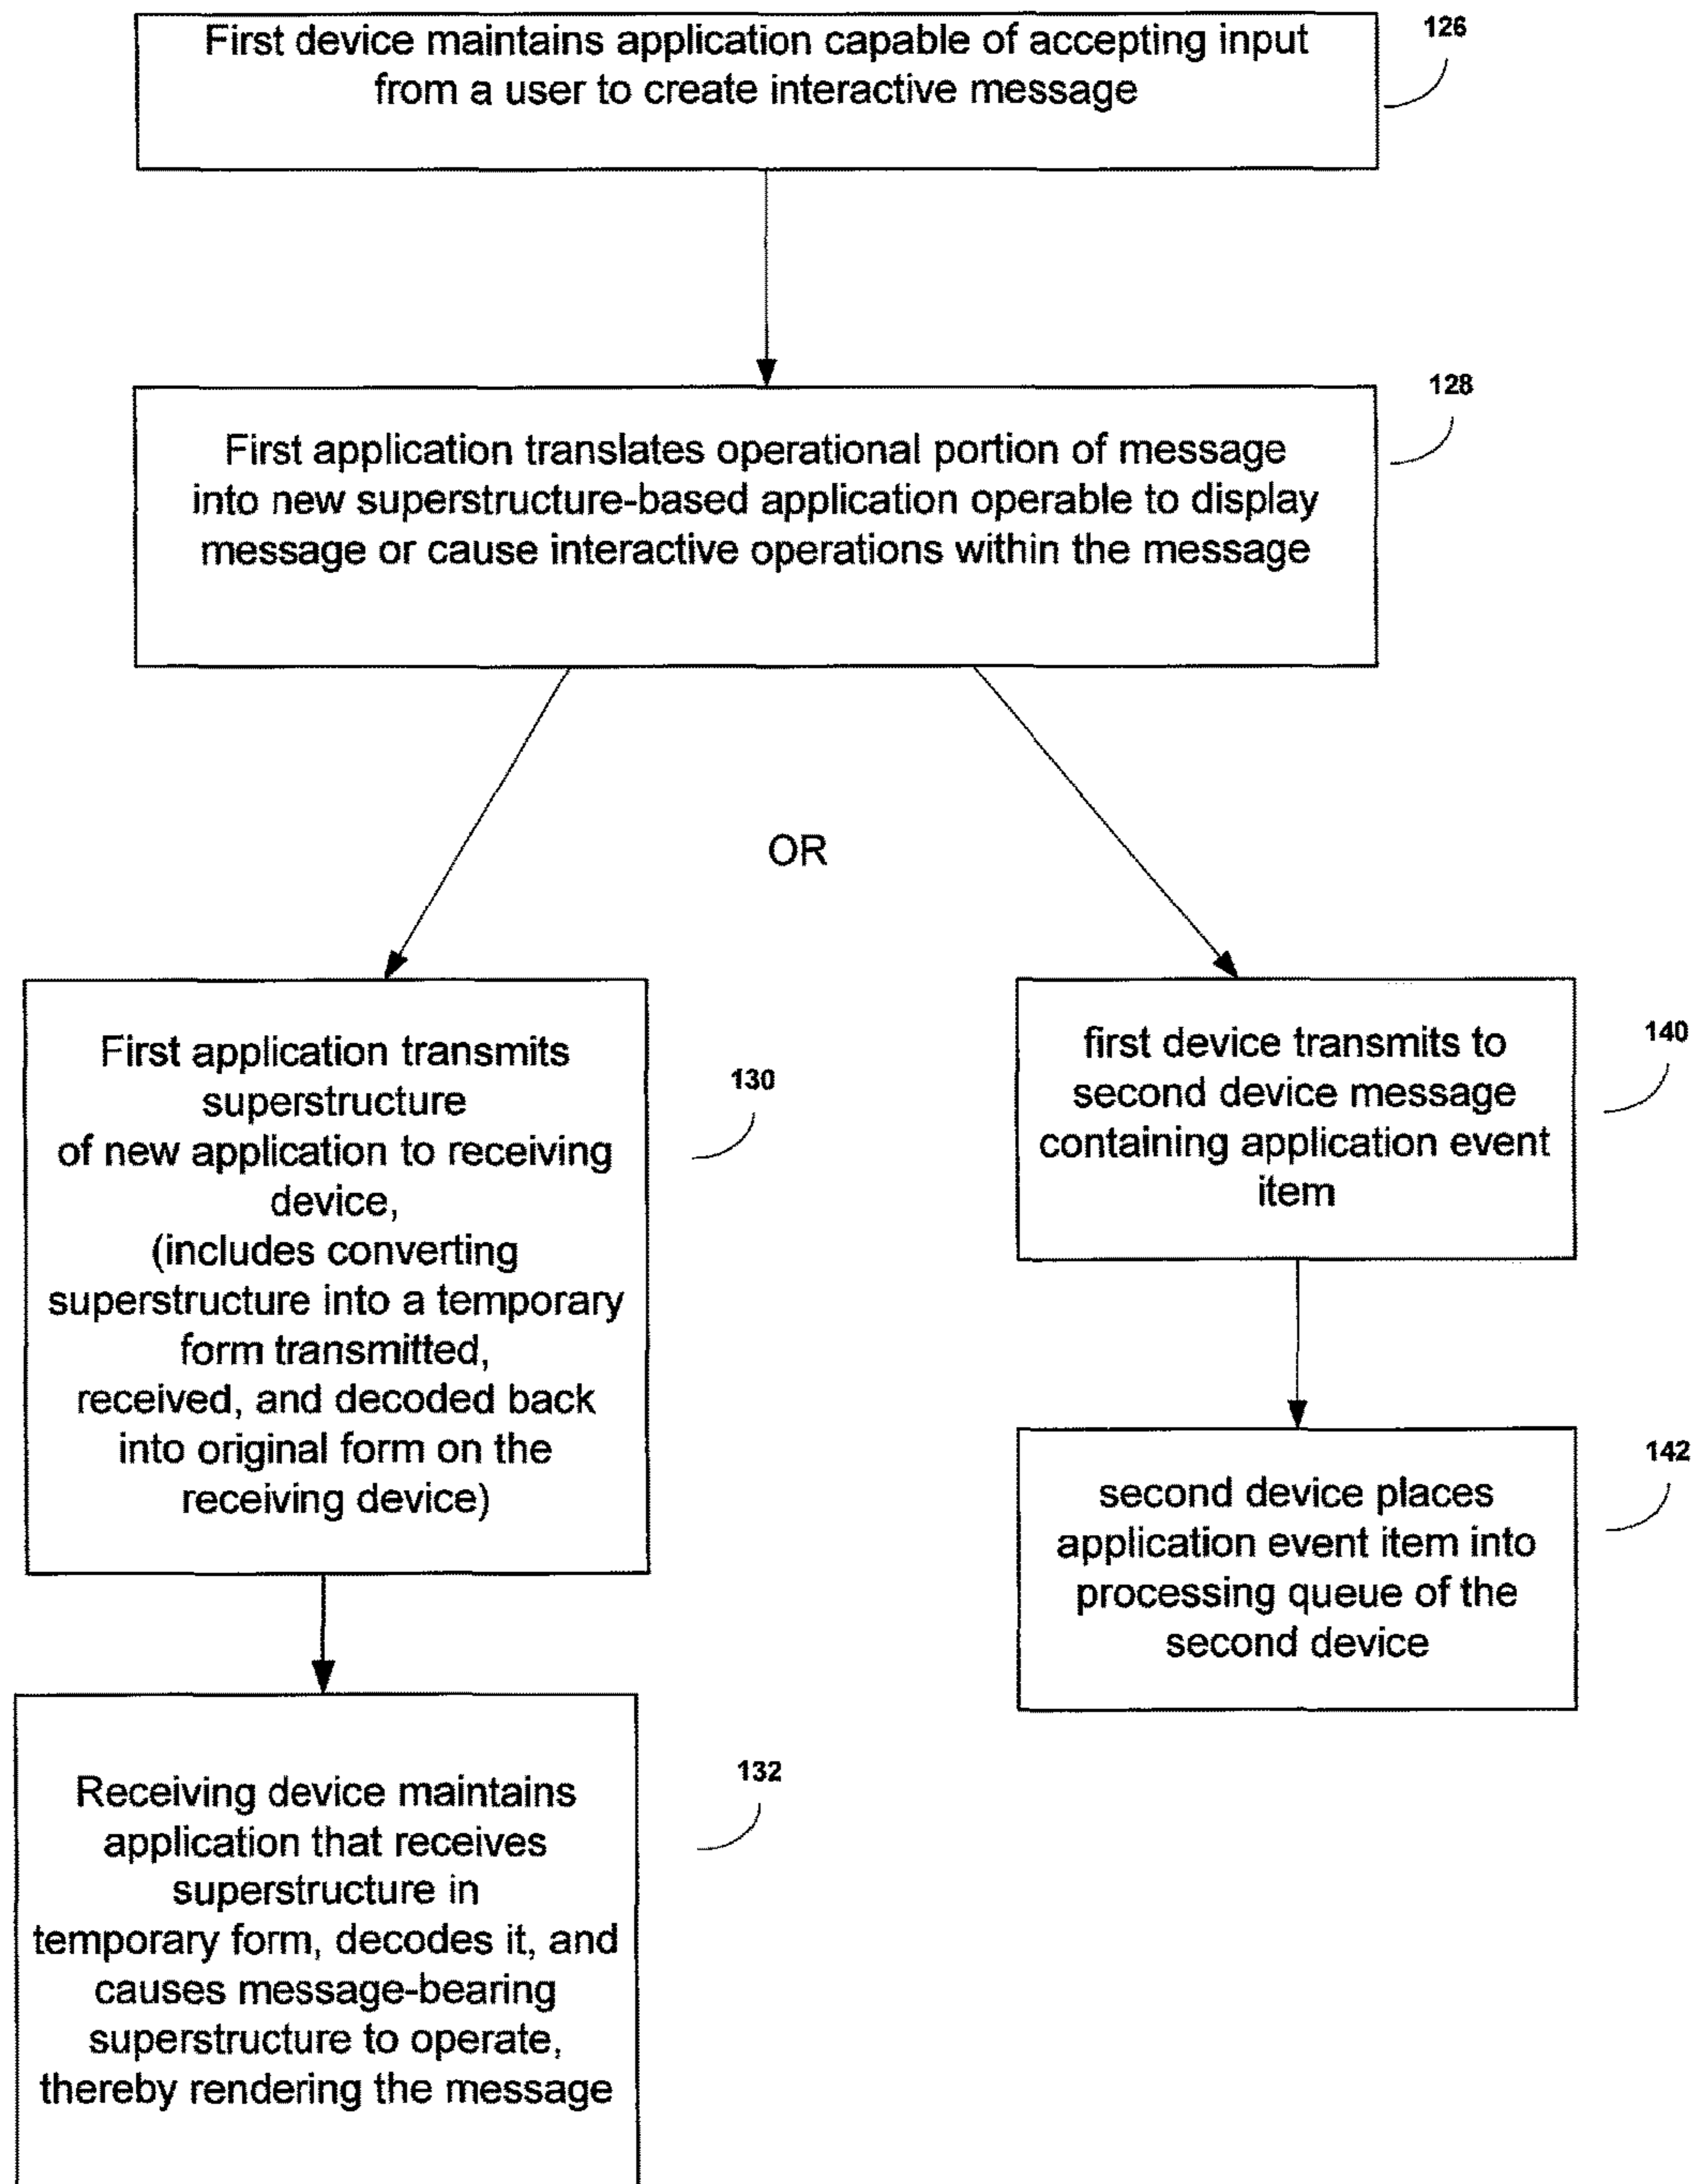 First device maintains application capable of accepting input
from a user to create interactive message
126
First application translates operational portion of message
into new superstructure-based application operable to display
message or cause interactive operations within the message
128
OR
First application transmits
superstructure
of new application to receiving
device,
(includes converting
superstructure into a temporary
form transmitted,
received, and decoded back
into original form on the
receiving device)
130
first device transmits to
second device message
containing application event
item
140
second device places
application event item into
processing queue of the
second device
142
Receiving device maintains
application that receives
superstructure in
temporary form, decodes it, and
causes message-bearing
superstructure to operate,
thereby rendering the message
132